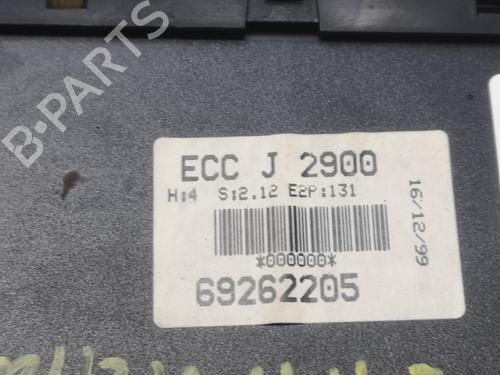 B-PARTS
ECC J 2900
H:4 S:2.12 E2P:131
*000000*
69262205
16/12/99